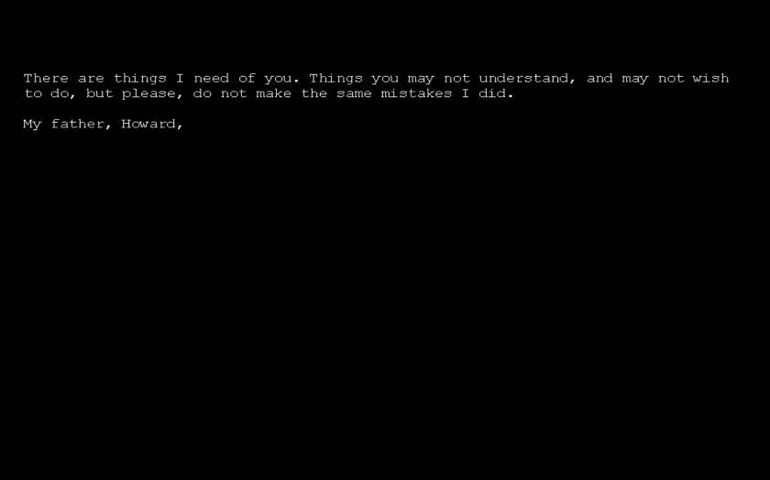 There are things I need of you. Things you may not understand, and may not wish
to do, but please, do not make the same mistakes I did.
My father, Howard,